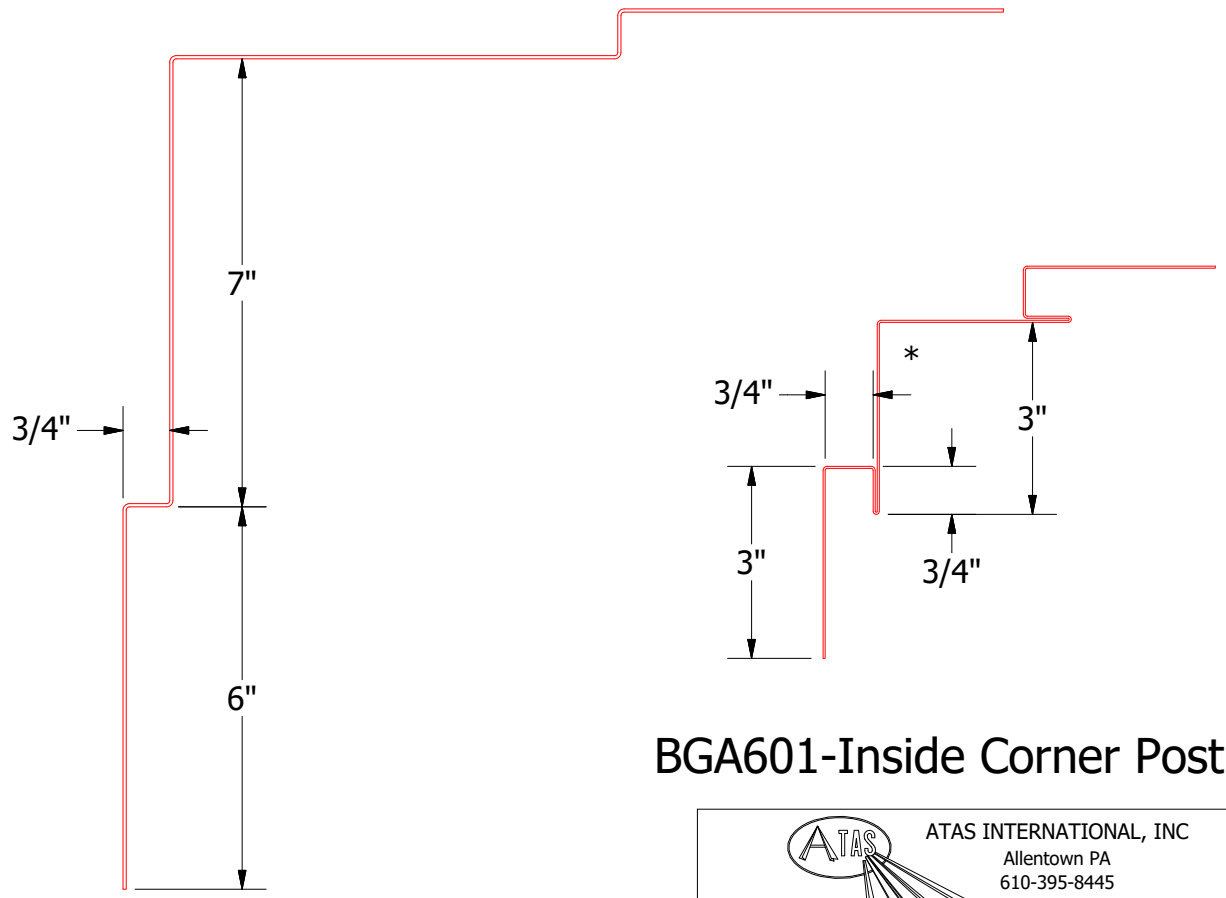 7"
3/4"
6"
*
3/4"
3"
3"
3/4"
BGA601-Inside Corner Post
ATAS
ATAS INTERNATIONAL, INC
Allentown PA
610-395-8445